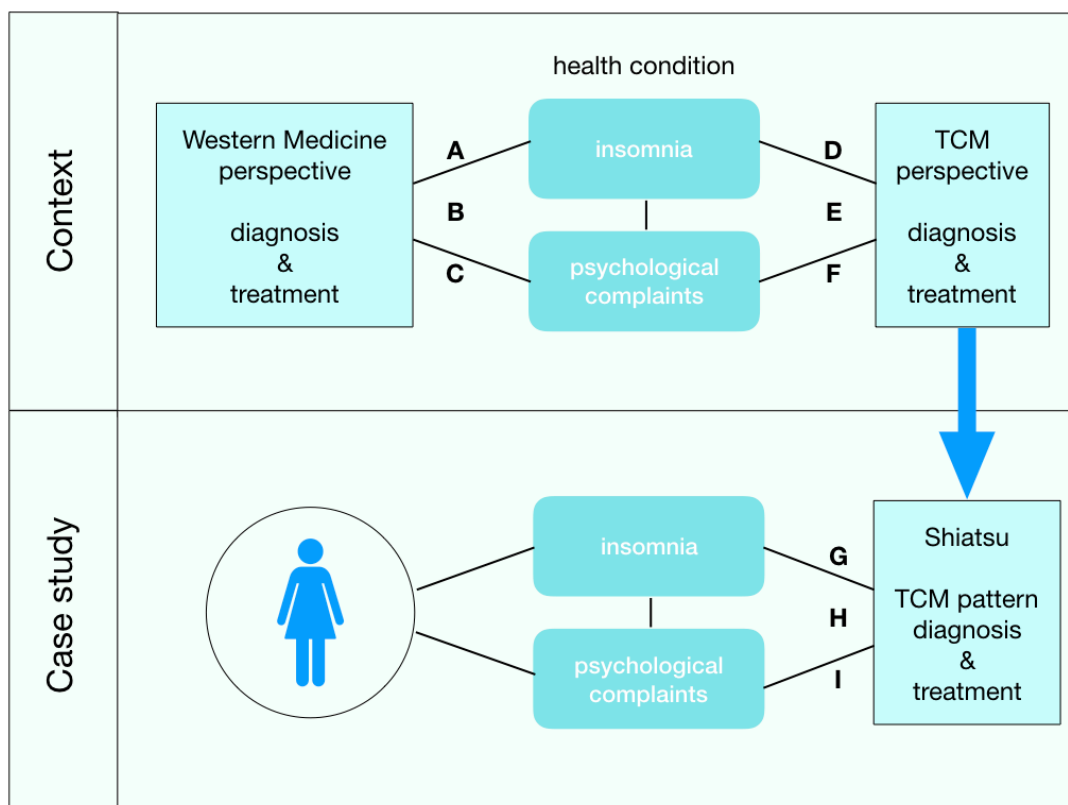 Context
health condition
Western Medicine
perspective
diagnosis
&
treatment
A
B
C
insomnia
psychological
complaints
D
E
F
TCM
perspective
diagnosis
&
treatment
Case study
insomnia
psychological
complaints
G
H
I
Shiatsu
TCM pattern
diagnosis
&
treatment